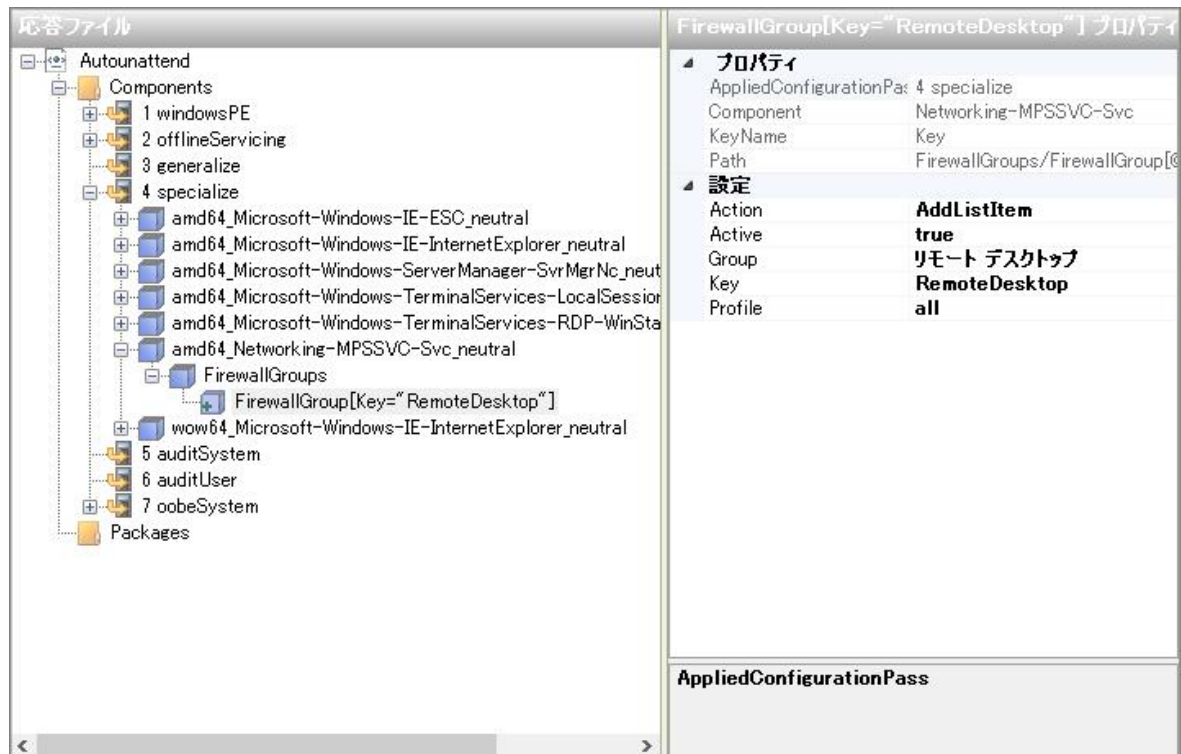 応答ファイル
Autounattend
Components
1 windowsPE
2 offlineServicing
3 generalize
4 specialize
amd64_Microsoft-Windows-IE-ESC_neutral
amd64_Microsoft-Windows-IE-InternetExplorer_neutral
amd64_Microsoft-Windows-ServerManager-SvrMgrNc_neut
amd64_Microsoft-Windows-TerminalServices-LocalSession
amd64_Microsoft-Windows-TerminalServices-RDP-WinSta
amd64_Networking-MPSSVC-Svc_neutral
FirewallGroups
FirewallGroup[Key="RemoteDesktop"]
wow64_Microsoft-Windows-IE-InternetExplorer_neutral
5 auditSystem
6 auditUser
7 oobeSystem
Packages
FirewallGroup[Key="RemoteDesktop"] プロパティ
プロパティ
AppliedConfigurationPas 4 specialize
Component Networking-MPSSVC-Svc
KeyName Key
Path FirewallGroups/FirewallGroup[@
設定
Action AddListItem
Active true
Group リモート デスクトップ
Key RemoteDesktop
Profile all
AppliedConfigurationPass